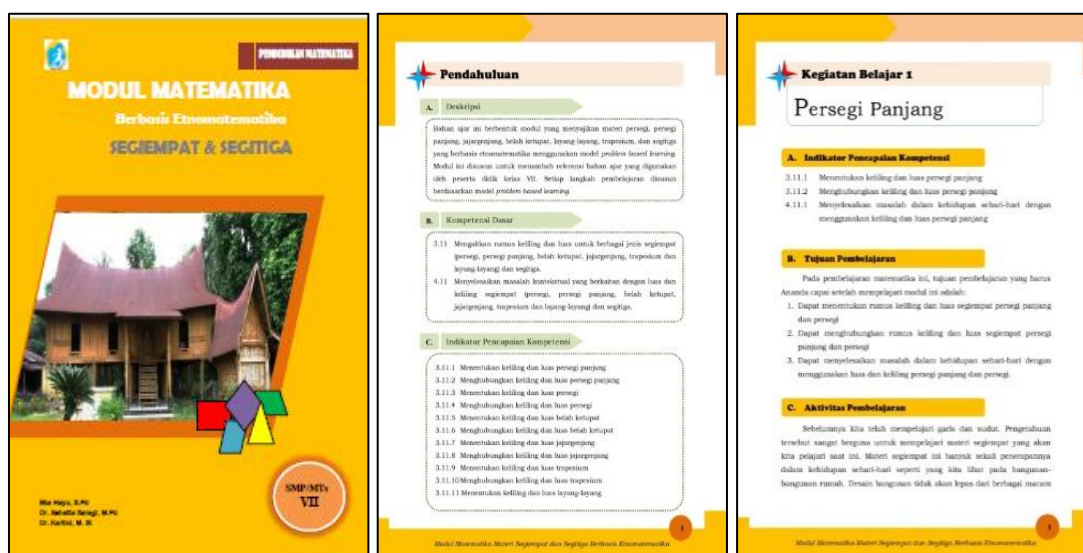 PENDIDIKAN MATEMATIKA
MODUL MATEMATIKA
Berbasis Etnomatematika
SEGIEMPAT & SEGITIGA
SMP/MTs
VII
Dr. Kartini, M. Si
Pendahuluan
A. Deskripsi
Bahan ajar ini berbentuk modul yang menyajikan materi persegi, persegi
panjang, jajargenjang, belah ketupat, layang-layang, trapesium, dan segitiga
yang berbasis etnomatematika menggunakan model problem based learning.
Modul ini disusun untuk menambah referensi bahan ajar yang digunakan
oleh peserta didik kelas VII. Setiap langkah pembelajaran disusun
berdasarkan model problem based learning.
B. Kompetensi Dasar
3.11 Mengaitkan rumus keliling dan luas untuk berbagai jenis segiempat
(persegi, persegi panjang, belah ketupat, jajargenjang, trapesium dan
layang-layang) dan segitiga.
4.11 Menyelesaikan masalah kontekstual yang berkaitan dengan luas dan
keliling segiempat (persegi, persegi panjang, belah ketupat,
jajargenjang, trapesium dan layang-layang) dan segitiga.
C. Indikator Pencapaian Kompetensi
3.11.1 Menentukan keliling dan luas persegi panjang
3.11.2 Menghubungkan keliling dan luas persegi panjang
3.11.3 Menentukan keliling dan luas persegi
3.11.4 Menghubungkan keliling dan luas persegi
3.11.5 Menentukan keliling dan luas belah ketupat
3.11.6 Menghubungkan keliling dan luas belah ketupat
3.11.7 Menentukan keliling dan luas jajargenjang
3.11.8 Menghubungkan keliling dan luas jajargenjang
3.11.9 Menentukan keliling dan luas trapesium
3.11.10 Menghubungkan keliling dan luas trapesium
3.11.11 Menentukan keliling dan luas layang-layang
1
Modul Matematika Materi Segiempat dan Segitiga Berbasis Etnomatematika
Kegiatan Belajar 1
Persegi Panjang
A. Indikator Pencapaian Kompetensi
3.11.1 Menentukan keliling dan luas persegi panjang
3.11.2 Menghubungkan keliling dan luas persegi panjang
4.11.1 Menyelesaikan masalah dalam kehidupan sehari-hari dengan
menggunakan keliling dan luas persegi panjang
B. Tujuan Pembelajaran
Pada pembelajaran matematika ini, tujuan pembelajaran yang harus
Ananda capai setelah mempelajari modul ini adalah:
1. Dapat menentukan rumus keliling dan luas segiempat persegi panjang
dan persegi
2. Dapat menghubungkan rumus keliling dan luas segiempat persegi
panjang dan persegi
3. Dapat menyelesaikan masalah dalam kehidupan sehari-hari dengan
menggunakan luas dan keliling persegi panjang dan persegi.
C. Aktivitas Pembelajaran
Sebelumnya kita telah mempelajari garis dan sudut. Pengetahuan
tersebut sangat berguna untuk mempelajari materi segiempat yang akan
kita pelajari saat ini. Materi segiempat ini banyak sekali penerapannya
dalam kehidupan sehari-hari seperti yang kita lihat pada bangunan-
bangunan rumah. Desain bangunan tidak akan lepas dari berbagai macam
3
Modul Matematika Materi Segiempat dan Segitiga Berbasis Etnomatematika